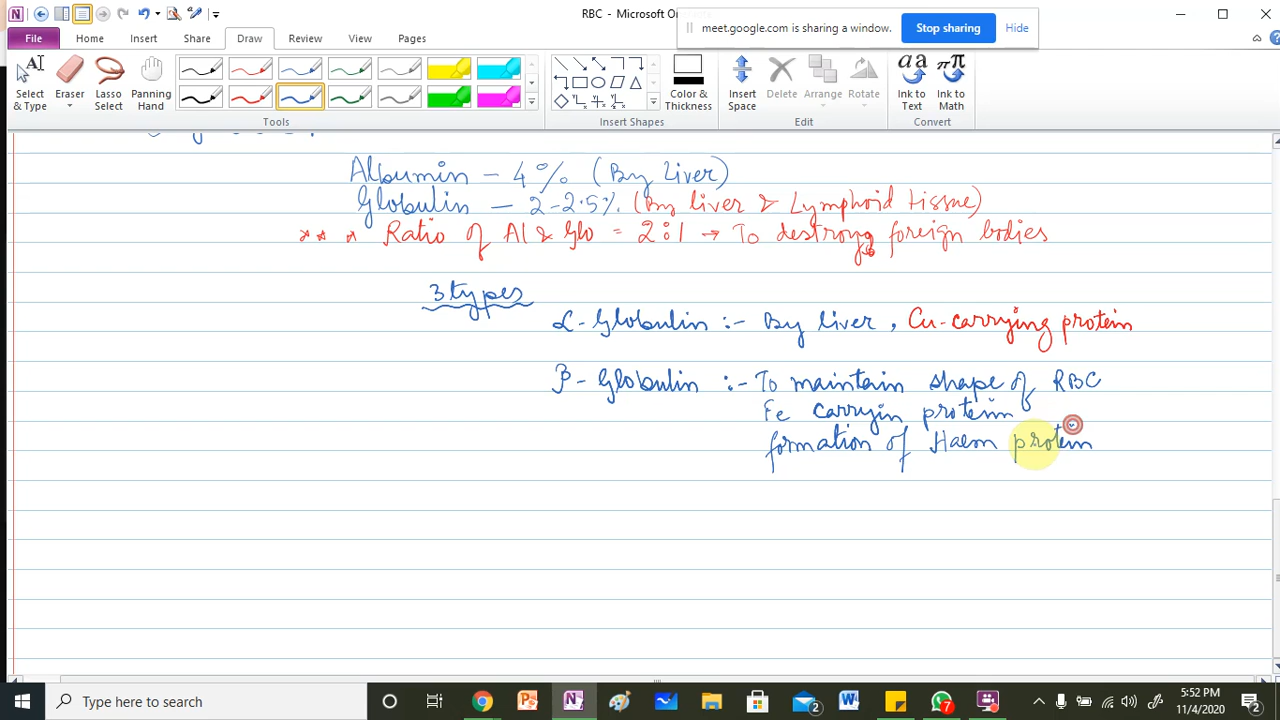 RBC - Microsoft On
meet.google.com is sharing a window.
Stop sharing
Hide
File
Home
Insert
Share
Draw
Review
View
Pages
Select & Type
Eraser
Lasso Select
Panning Hand
Color & Thickness
Insert Space
Delete
Arrange
Rotate
Ink to Text
Ink to Math
Tools
Insert Shapes
Edit
Convert
Albumin - 4% (By Liver)
Globulin - 2-2.5% (By liver & Lymphoid tissue)
*** Ratio of Al & Glo = 2:1 → To destroy foreign bodies
3 types
α-Globulin :- By liver, Cu-carrying protein
β-Globulin :- To maintain shape of RBC
Fe carryin protein
formation of Haem protein
Type here to search
5:52 PM
11/4/2020